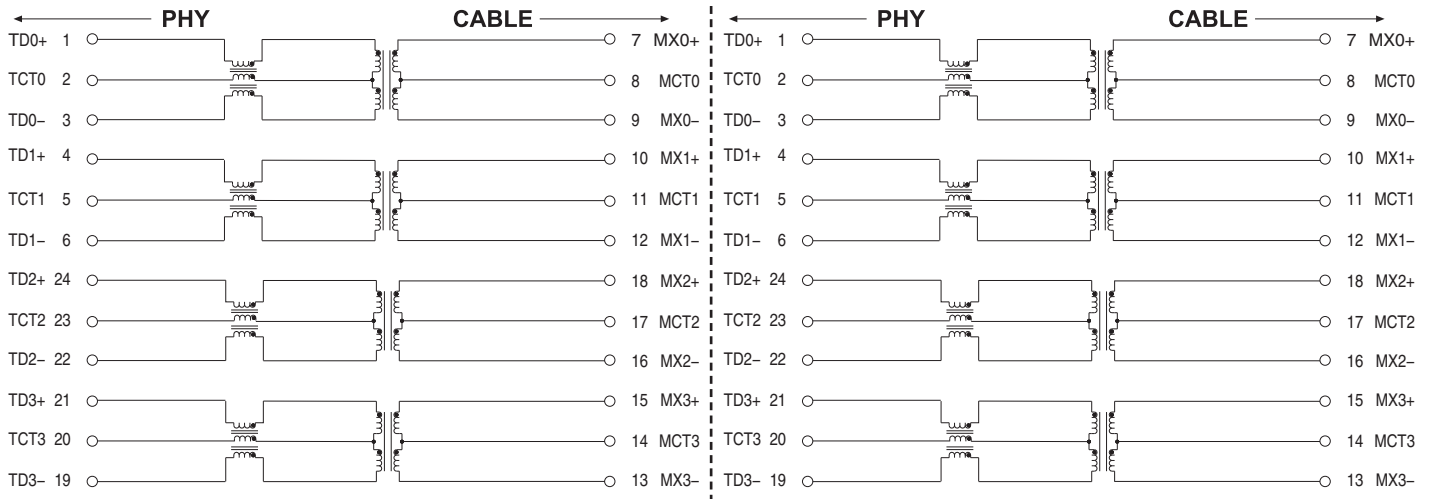 PHY CABLE
TD0+ 1 7 MX0+
TCT0 2 8 MCT0
TD0– 3 9 MX0–
TD1+ 4 10 MX1+
TCT1 5 11 MCT1
TD1– 6 12 MX1–
TD2+ 24 18 MX2+
TCT2 23 17 MCT2
TD2– 22 16 MX2–
TD3+ 21 15 MX3+
TCT3 20 14 MCT3
TD3– 19 13 MX3–
PHY CABLE
TD0+ 1 7 MX0+
TCT0 2 8 MCT0
TD0– 3 9 MX0–
TD1+ 4 10 MX1+
TCT1 5 11 MCT1
TD1– 6 12 MX1–
TD2+ 24 18 MX2+
TCT2 23 17 MCT2
TD2– 22 16 MX2–
TD3+ 21 15 MX3+
TCT3 20 14 MCT3
TD3– 19 13 MX3–